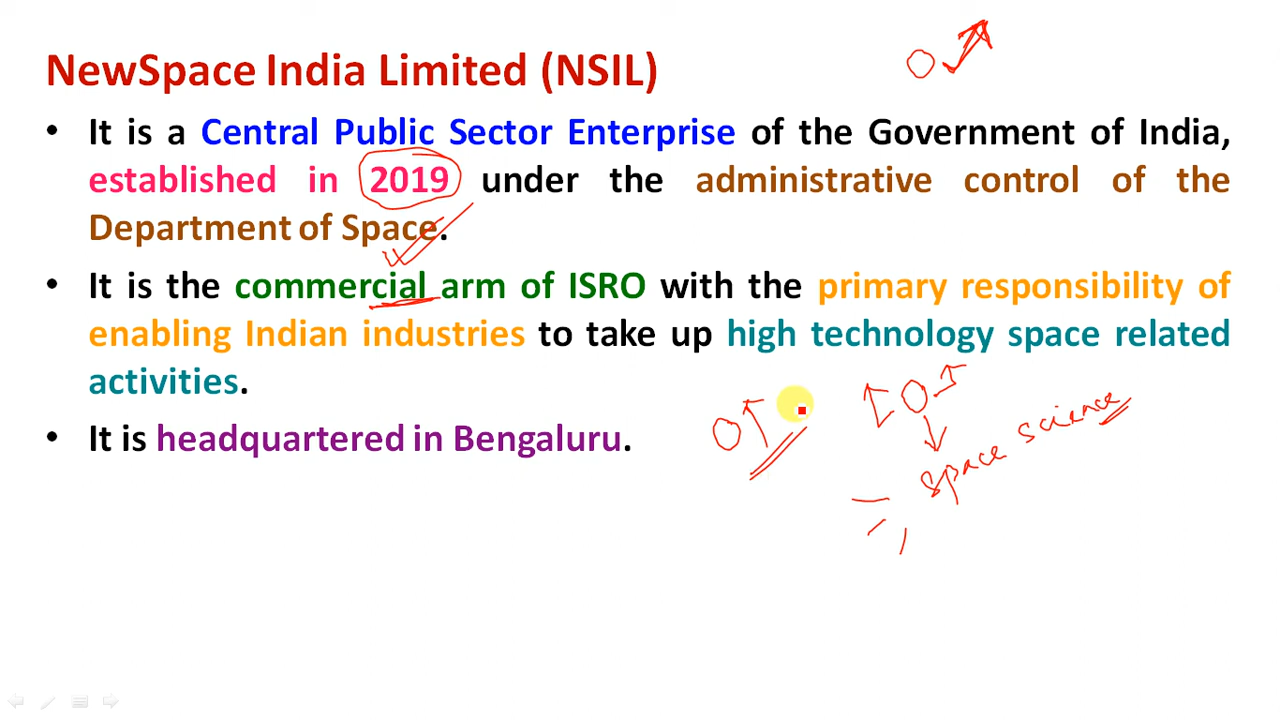 NewSpace India Limited (NSIL)
• It is a Central Public Sector Enterprise of the Government of India,
established in 2019 under the administrative control of the
Department of Space.
• It is the commercial arm of ISRO with the primary responsibility of
enabling Indian industries to take up high technology space related
activities.
• It is headquartered in Bengaluru.
space science